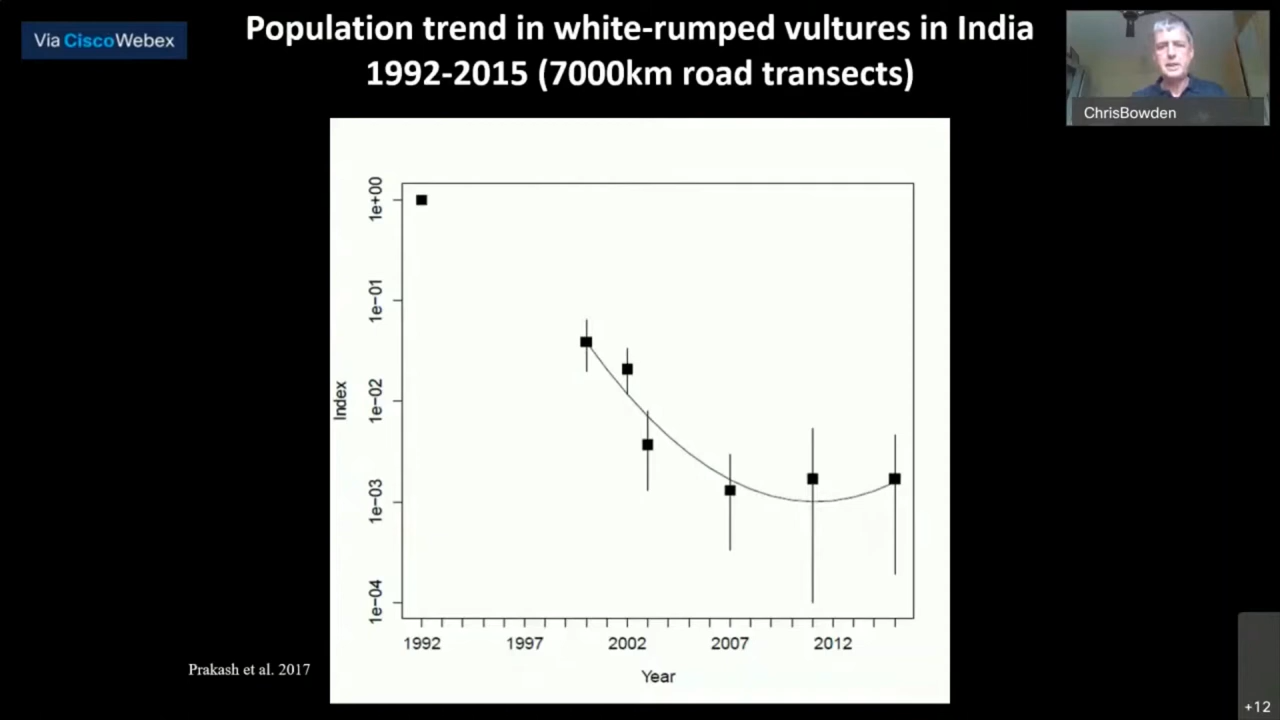 Via CiscoWebex
Population trend in white-rumped vultures in India
1992-2015 (7000km road transects)
ChrisBowden
1e+00
1e−01
1e−02
1e−03
1e−04
Index
1992 1997 2002 2007 2012
Year
Prakash et al. 2017
+12